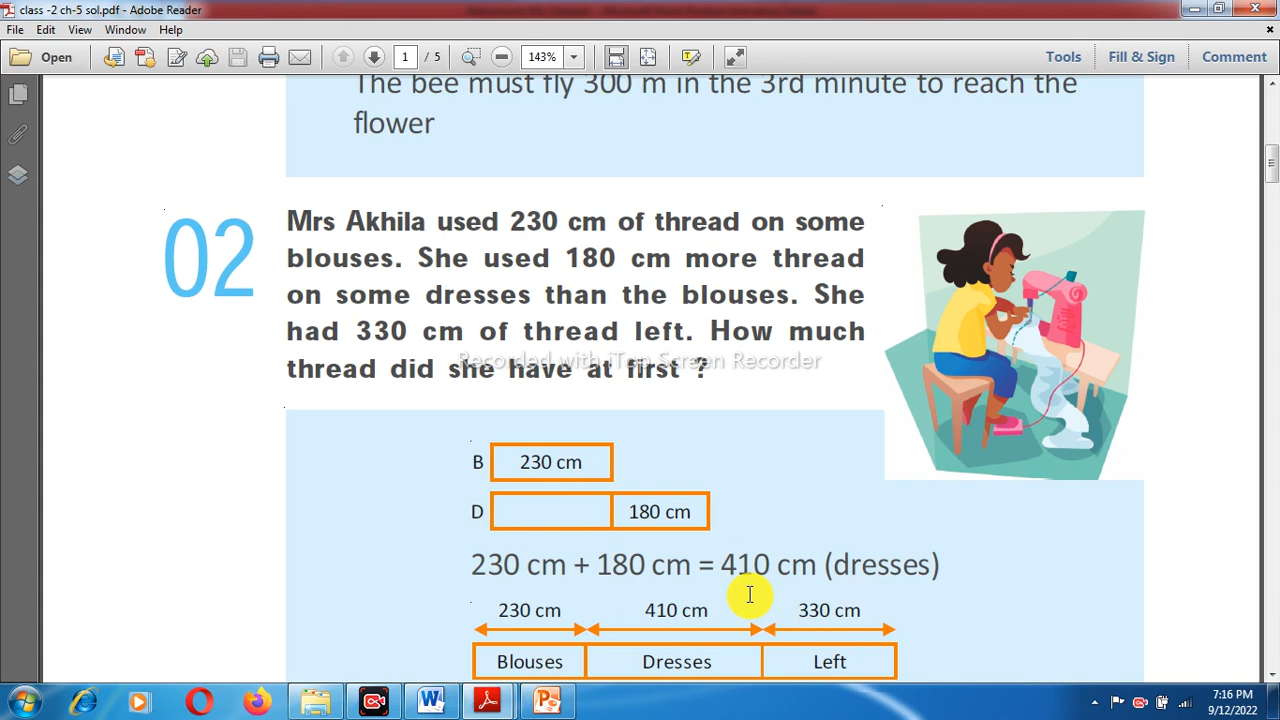 class -2 ch-5 sol.pdf - Adobe Reader
File Edit View Window Help
Open 1 / 5 143% Tools Fill & Sign Comment
The bee must fly 300 m in the 3rd minute to reach the
flower
02
Mrs Akhila used 230 cm of thread on some
blouses. She used 180 cm more thread
on some dresses than the blouses. She
had 330 cm of thread left. How much
thread did she have at first ?
Recorded with iTop Screen Recorder
B 230 cm
D 180 cm
230 cm + 180 cm = 410 cm (dresses)
230 cm 410 cm 330 cm
Blouses Dresses Left
7:16 PM
9/12/2022